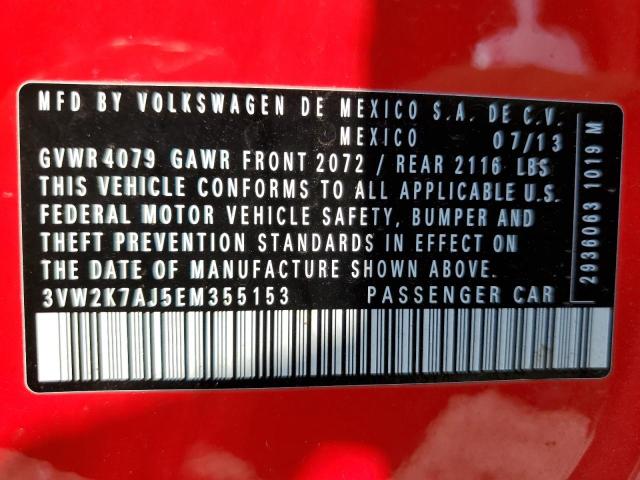 MFD BY VOLKSWAGEN DE MEXICO S.A. DE C.V.
MEXICO 07/13
GVWR 4079 GAWR FRONT 2072 / REAR 2116 LBS
THIS VEHICLE CONFORMS TO ALL APPLICABLE U.S.
FEDERAL MOTOR VEHICLE SAFETY, BUMPER AND
THEFT PREVENTION STANDARDS IN EFFECT ON
THE DATE OF MANUFACTURE SHOWN ABOVE.
3VW2K7AJ5EM355153 PASSENGER CAR
2936063 1019 M